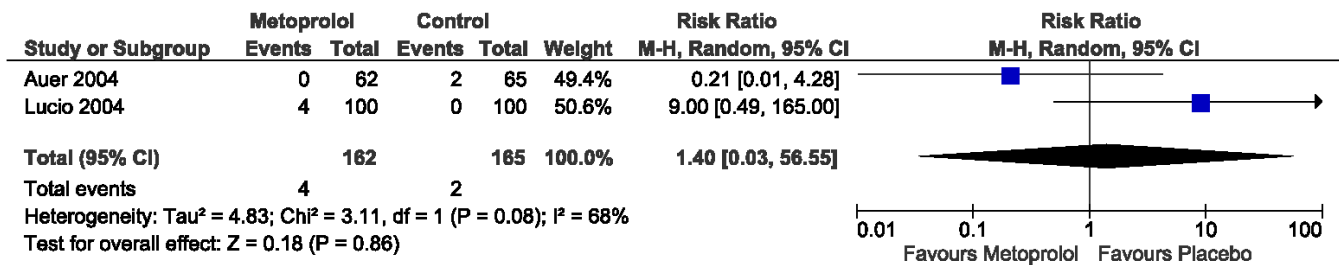 Metoprolol Control Risk Ratio Risk Ratio
Study or Subgroup Events Total Events Total Weight M-H, Random, 95% CI M-H, Random, 95% CI
Auer 2004 0 62 2 65 49.4% 0.21 [0.01, 4.28]
Lucio 2004 4 100 0 100 50.6% 9.00 [0.49, 165.00]
Total (95% CI) 162 165 100.0% 1.40 [0.03, 56.55]
Total events 4 2
Heterogeneity: Tau² = 4.83; Chi² = 3.11, df = 1 (P = 0.08); I² = 68%
Test for overall effect: Z = 0.18 (P = 0.86)
0.01 0.1 1 10 100
Favours Metoprolol Favours Placebo